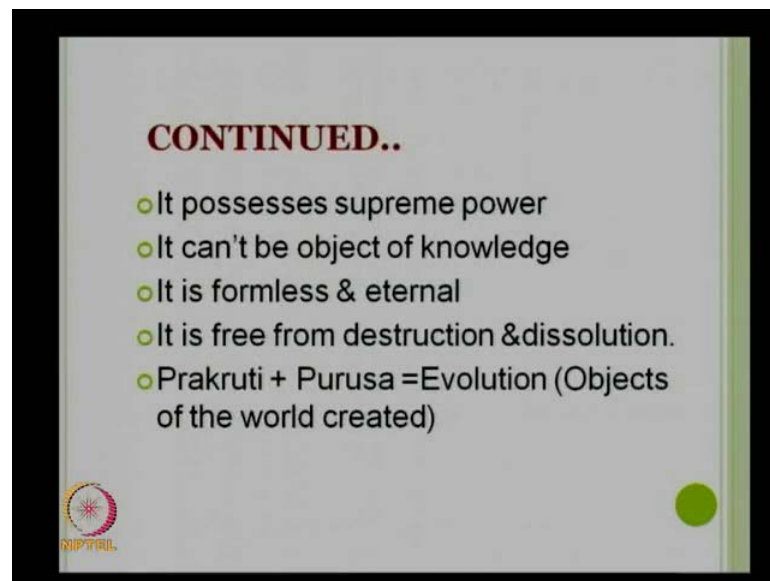 CONTINUED..
It possesses supreme power
It can't be object of knowledge
It is formless & eternal
It is free from destruction &dissolution.
Prakruti + Purusa =Evolution (Objects
of the world created)
NPTEL